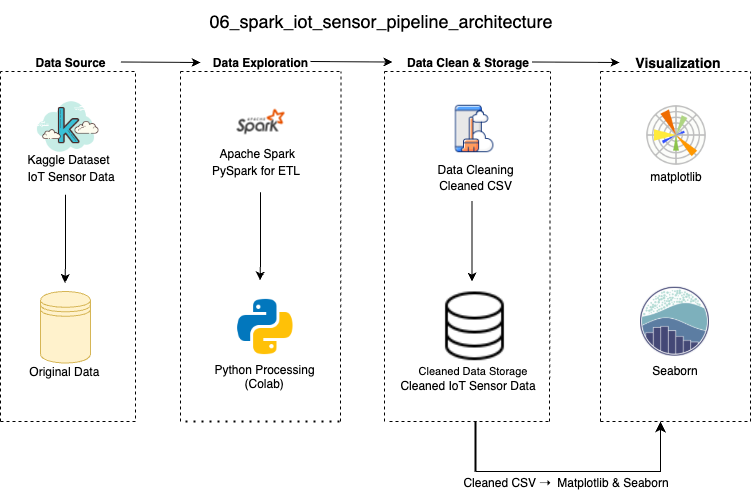 06_spark_iot_sensor_pipeline_architecture
Data Source
Data Exploration
Data Clean & Storage
Visualization
k
Kaggle Dataset
IoT Sensor Data
Original Data
APACHE
Spark
Apache Spark
PySpark for ETL
Python Processing
(Colab)
Data Cleaning
Cleaned CSV
Cleaned Data Storage
Cleaned IoT Sensor Data
matplotlib
Seaborn
Cleaned CSV → Matplotlib & Seaborn